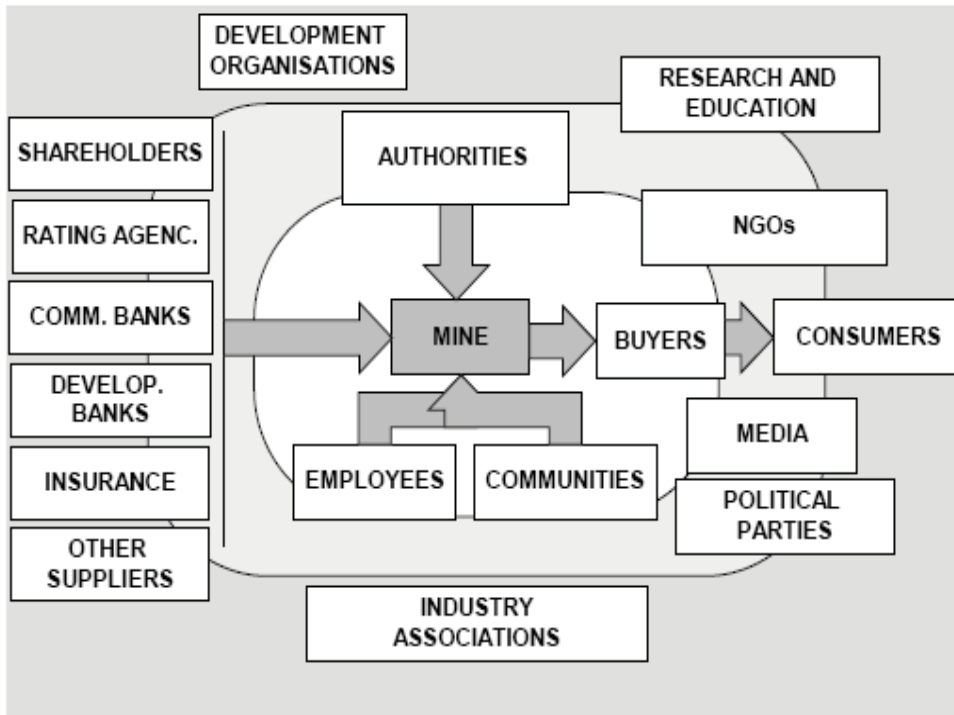 DEVELOPMENT
ORGANISATIONS
RESEARCH AND
EDUCATION
SHAREHOLDERS
AUTHORITIES
RATING AGENC.
NGOs
COMM. BANKS
MINE
BUYERS
CONSUMERS
DEVELOP.
BANKS
MEDIA
INSURANCE
EMPLOYEES
COMMUNITIES
POLITICAL
PARTIES
OTHER
SUPPLIERS
INDUSTRY
ASSOCIATIONS